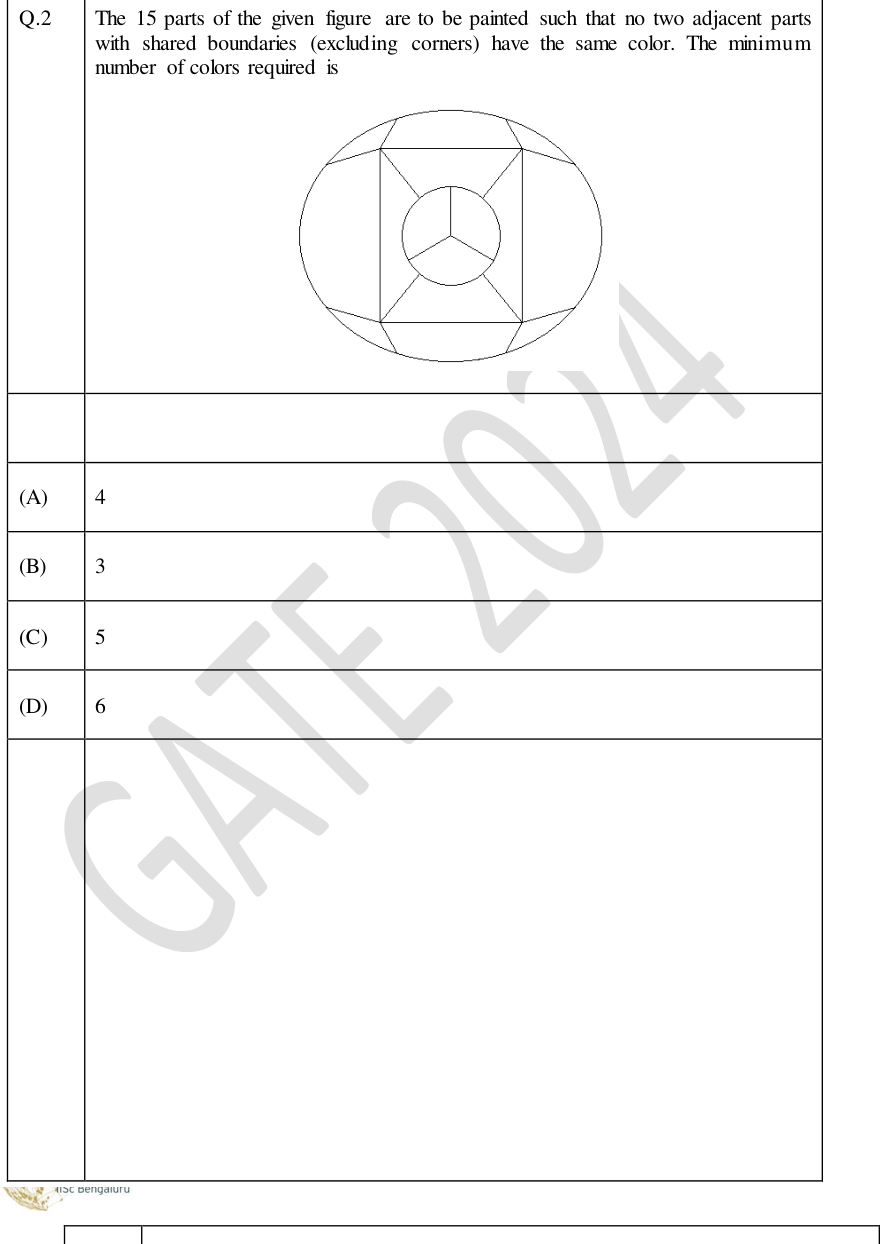 Q.2 The 15 parts of the given figure are to be painted such that no two adjacent parts
with shared boundaries (excluding corners) have the same color. The minimum
number of colors required is
(A) 4
(B) 3
(C) 5
(D) 6
GATE 2024
IISc Bengaluru